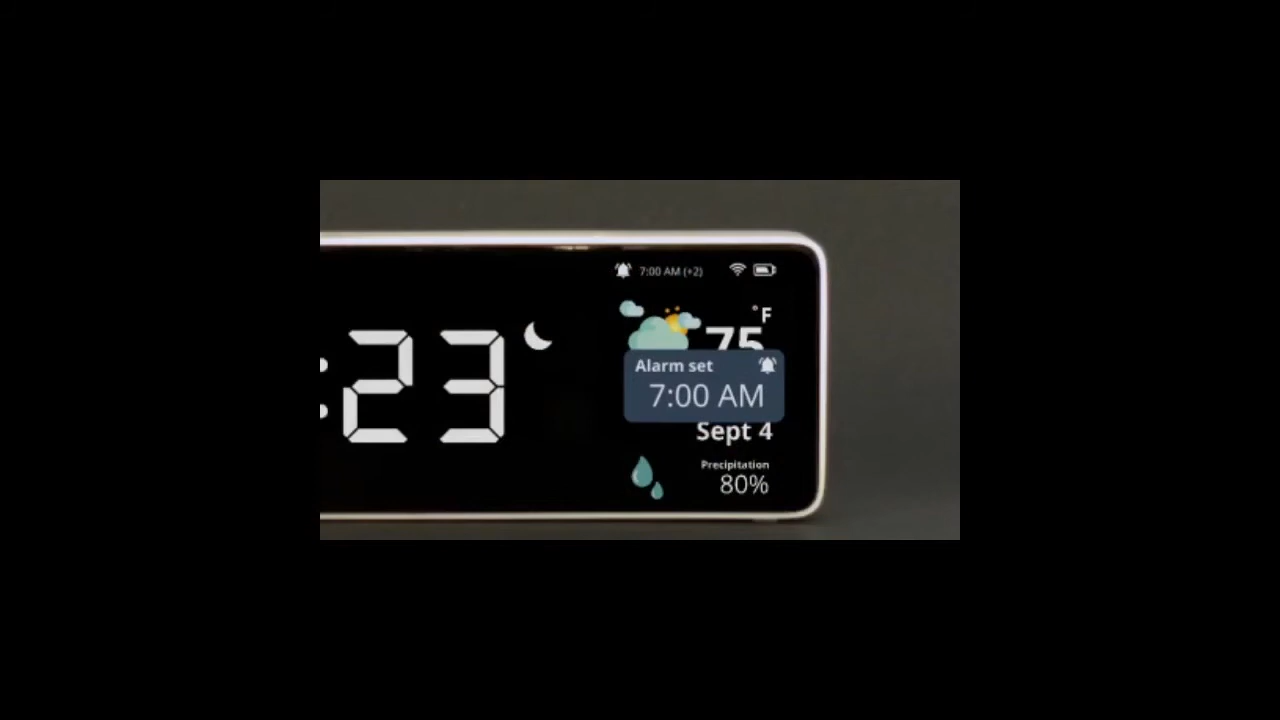 7:00 AM (+2)
:23
°F
75
Alarm set
7:00 AM
Sept 4
Precipitation
80%